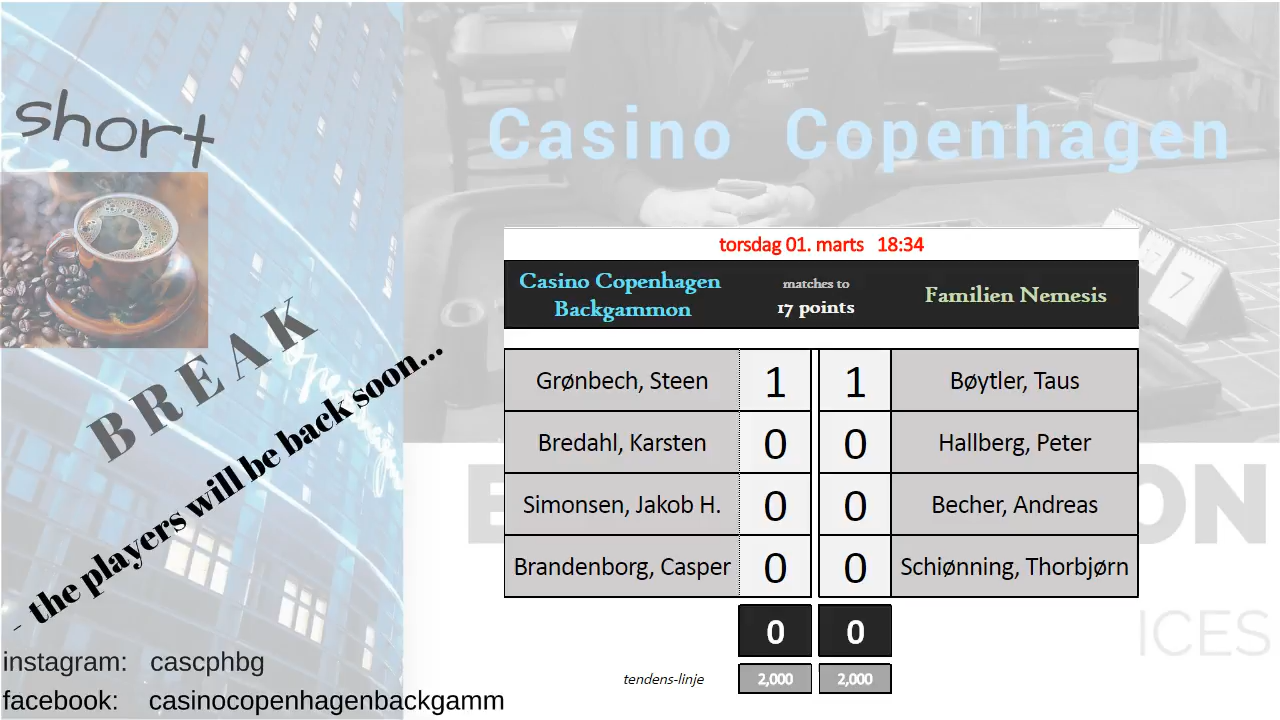 short
BREAK
- the players will be back soon...
instagram: cascphbg
facebook: casinocopenhagenbackgamm
Casino Copenhagen
torsdag 01. marts 18:34
Casino Copenhagen
Backgammon
matches to
17 points
Familien Nemesis
Grønbech, Steen 1 1 Bøytler, Taus
Bredahl, Karsten 0 0 Hallberg, Peter
Simonsen, Jakob H. 0 0 Becher, Andreas
Brandenborg, Casper 0 0 Schiønning, Thorbjørn
0 0
tendens-linje 2,000 2,000
7